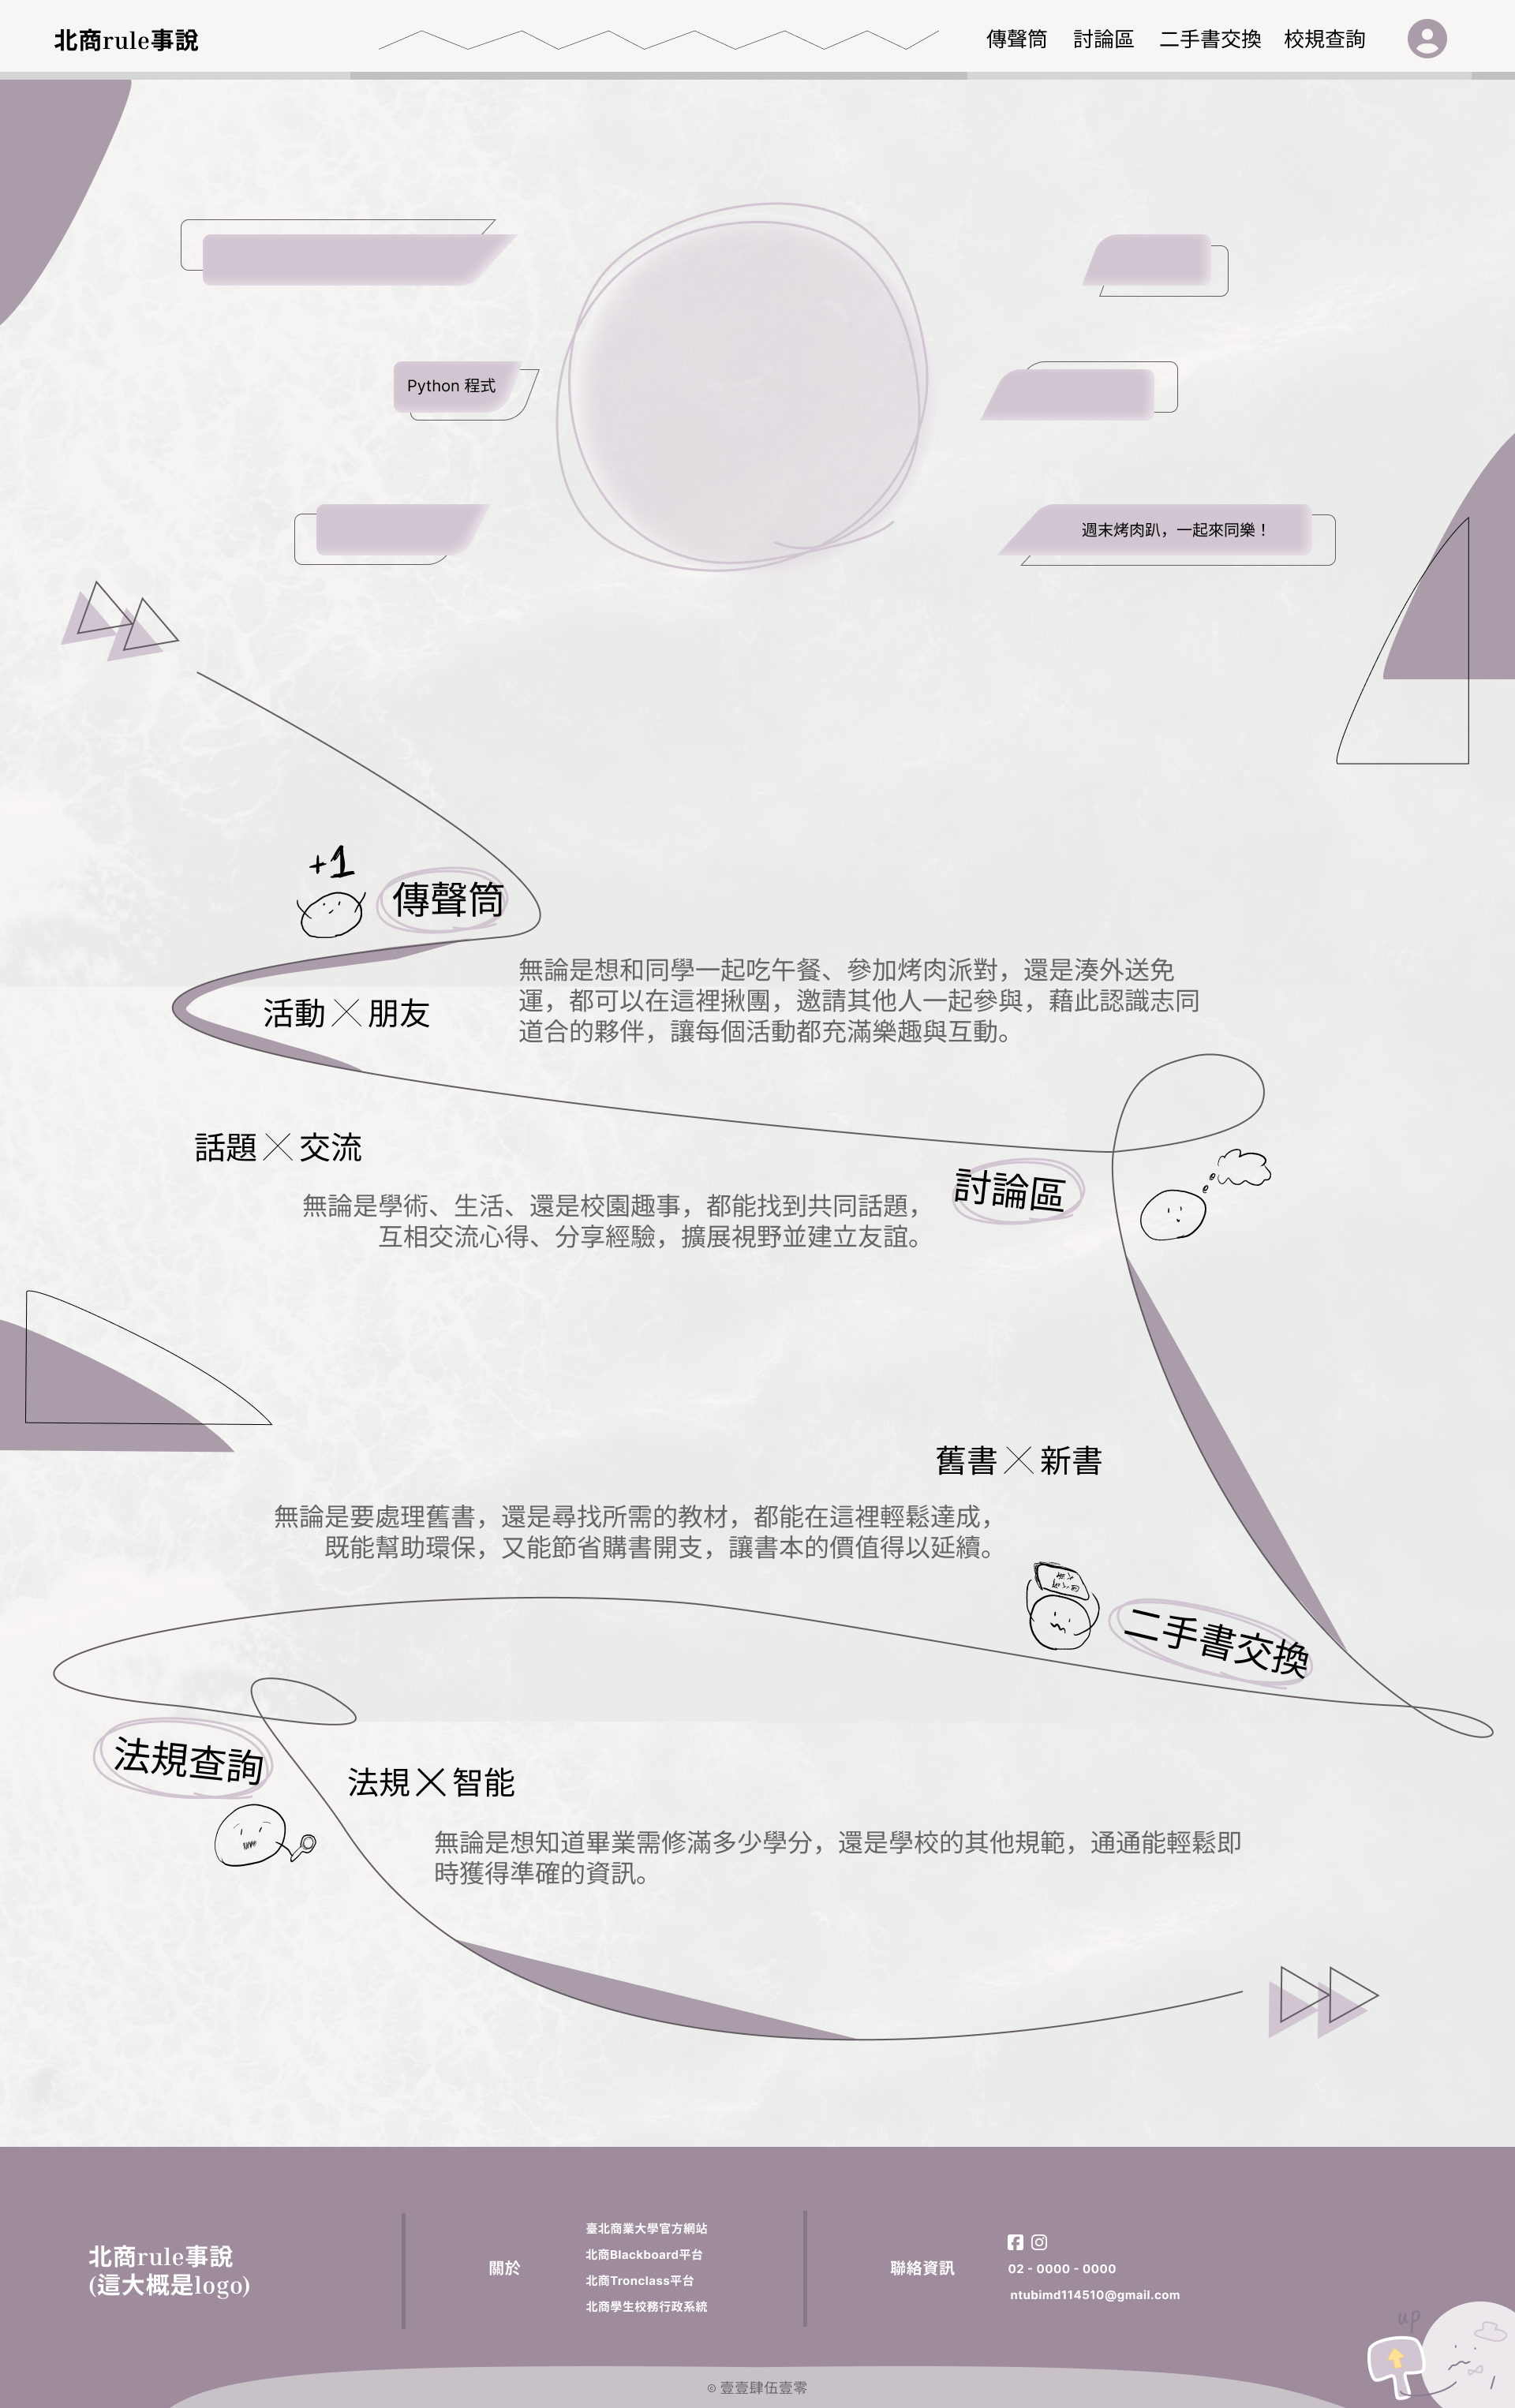 北商rule事說
傳聲筒
討論區
二手書交換
校規查詢
Python 程式
週末烤肉趴，一起來同樂！
+1
傳聲筒
無論是想和同學一起吃午餐、參加烤肉派對，還是湊外送免
運，都可以在這裡揪團，邀請其他人一起參與，藉此認識志同
道合的夥伴，讓每個活動都充滿樂趣與互動。
活動╳朋友
話題╳交流
討論區
無論是學術、生活、還是校園趣事，都能找到共同話題，
互相交流心得、分享經驗，擴展視野並建立友誼。
舊書╳新書
無論是要處理舊書，還是尋找所需的教材，都能在這裡輕鬆達成，
既能幫助環保，又能節省購書開支，讓書本的價值得以延續。
二手書交換
法規查詢
法規╳智能
無論是想知道畢業需修滿多少學分，還是學校的其他規範，通通能輕鬆即
時獲得準確的資訊。
北商rule事說
(這大概是logo)
關於
臺北商業大學官方網站
北商Blackboard平台
北商Tronclass平台
北商學生校務行政系統
聯絡資訊
02 - 0000 - 0000
ntubimd114510@gmail.com
up
© 壹壹肆伍壹零